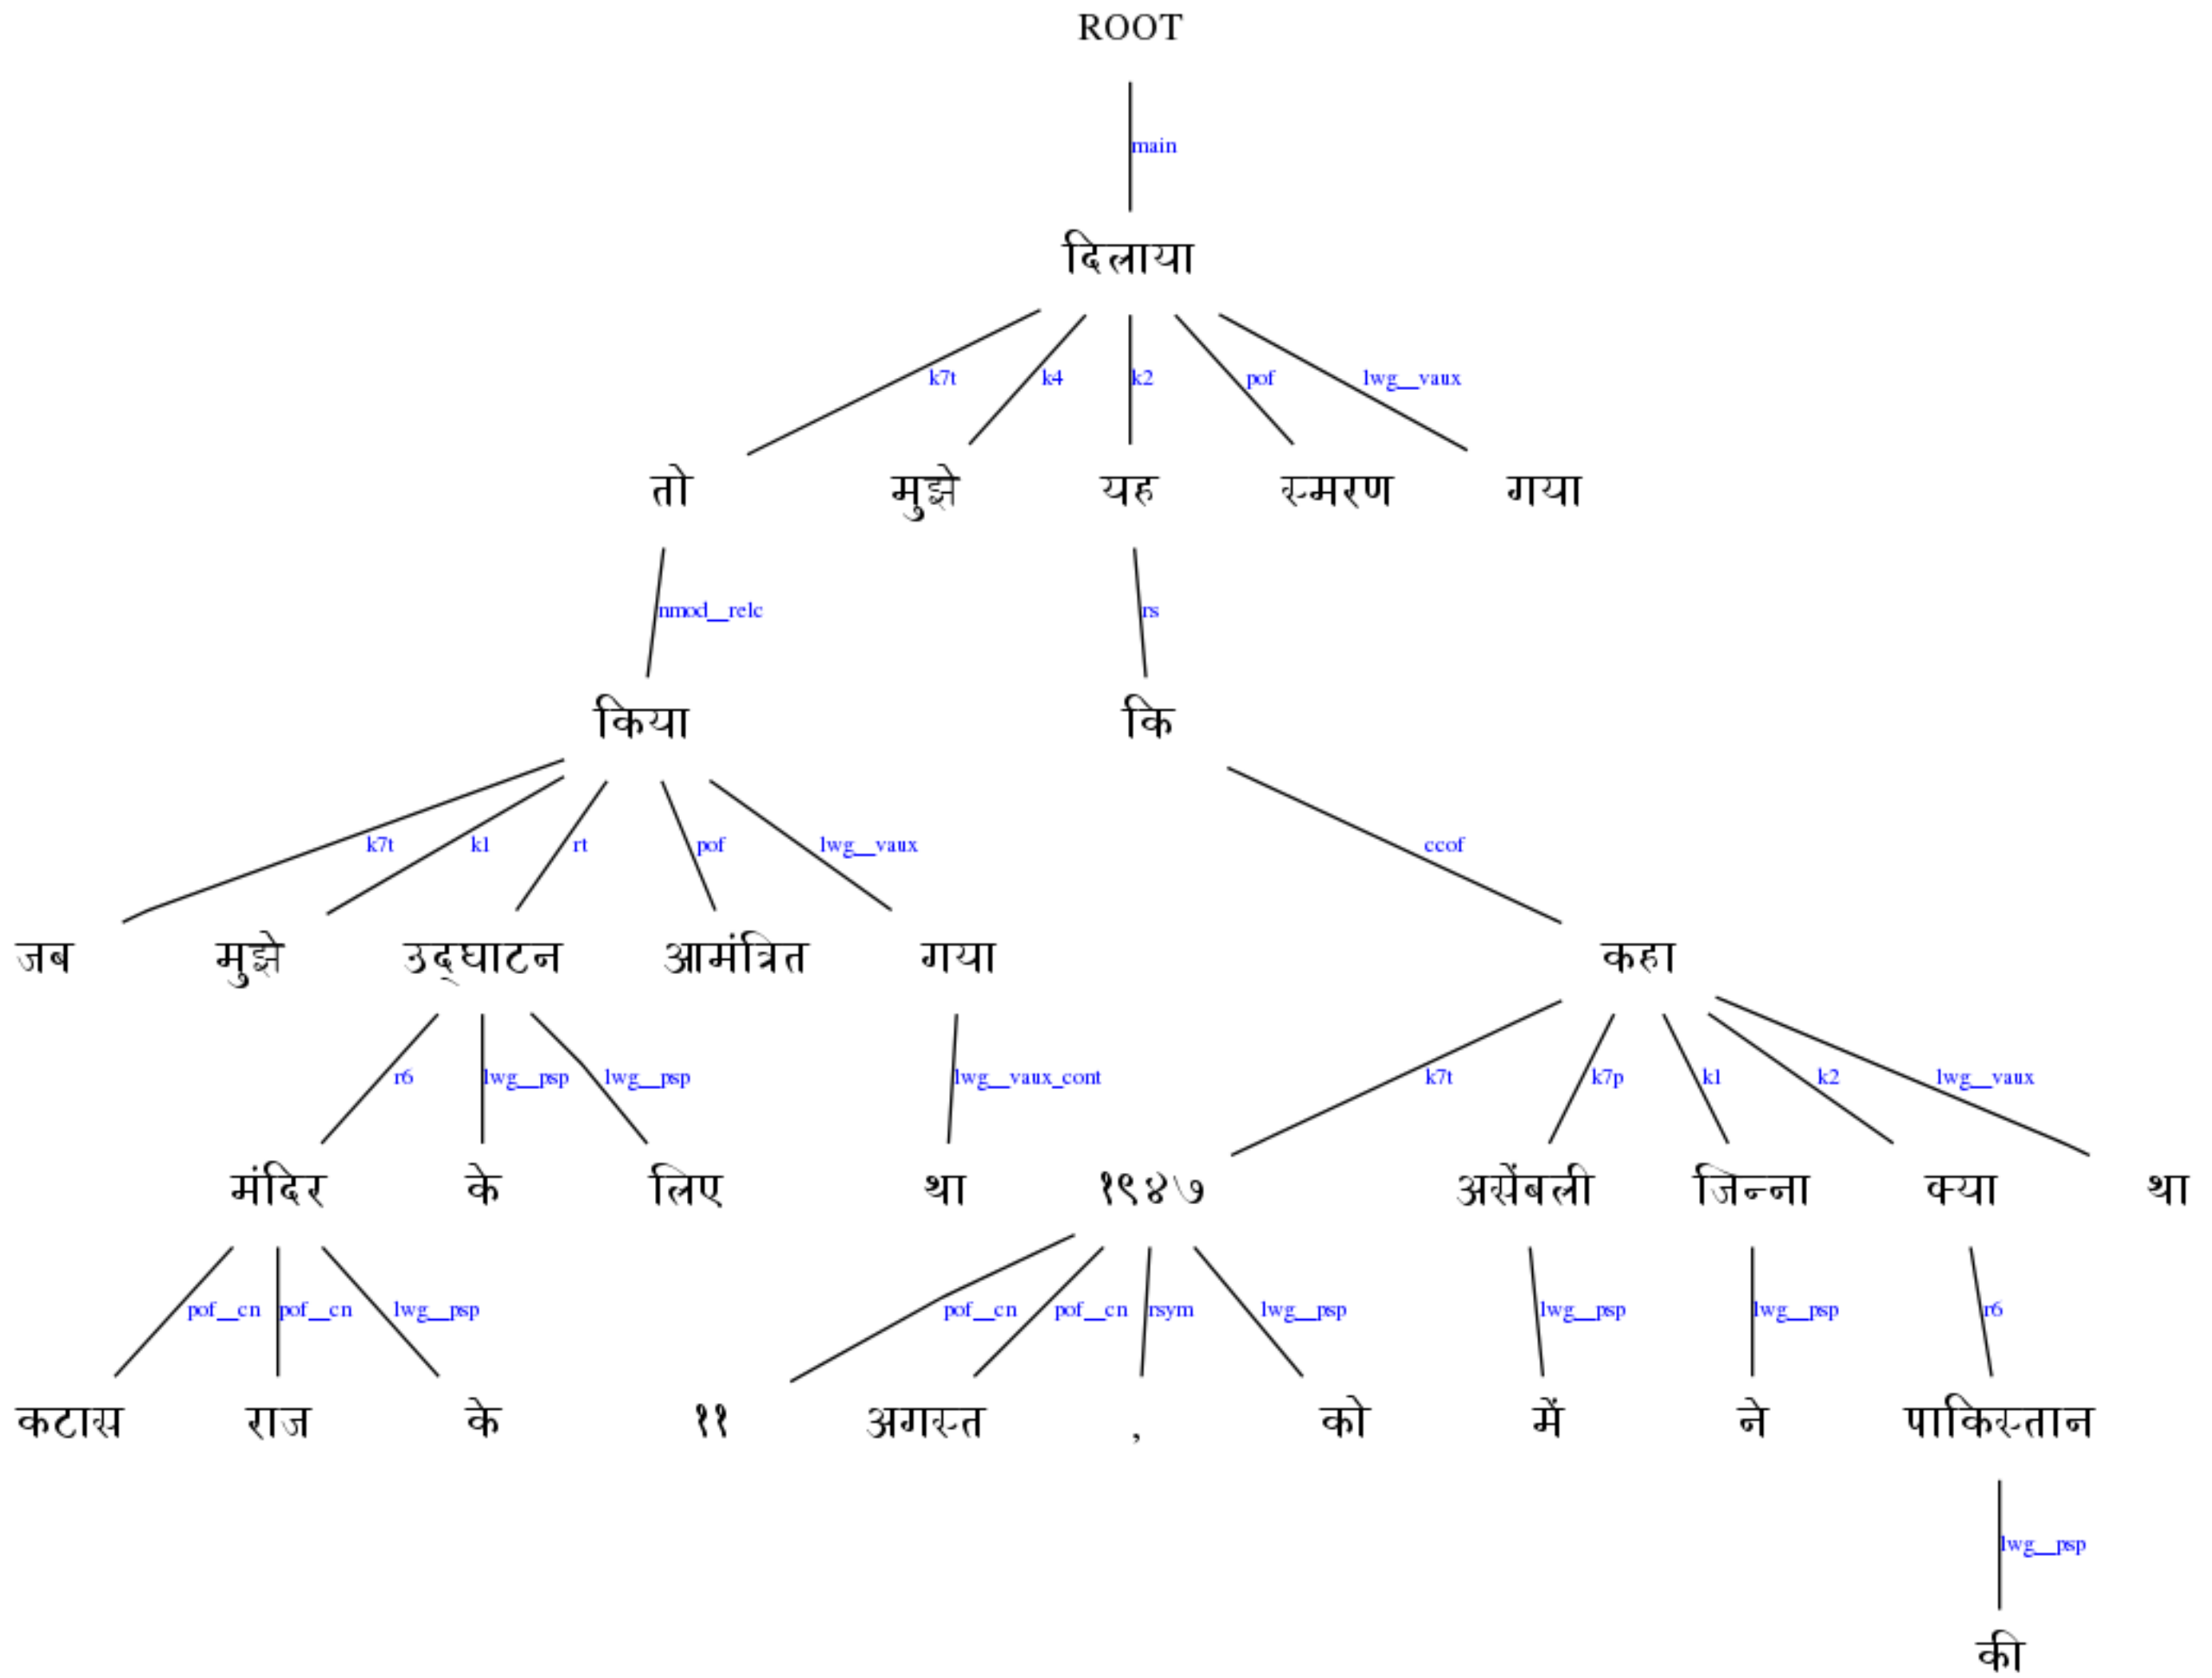 ROOT
main
दिलाया
k7t k4 k2 pof lwg__vaux
तो मुझे यह स्मरण गया
nmod__relc rs
किया कि
k7t k1 rt pof lwg__vaux ccof
जब मुझे उद्घाटन आमंत्रित गया कहा
r6 lwg__psp lwg__psp lwg__vaux_cont k7t k7p k1 k2 lwg__vaux
मंदिर के लिए था १९४७ असेंबली जिन्ना क्या था
pof__cn pof__cn lwg__psp pof__cn pof__cn rsym lwg__psp lwg__psp lwg__psp r6
कटास राज के ११ अगस्त , को में ने पाकिस्तान
lwg__psp
की